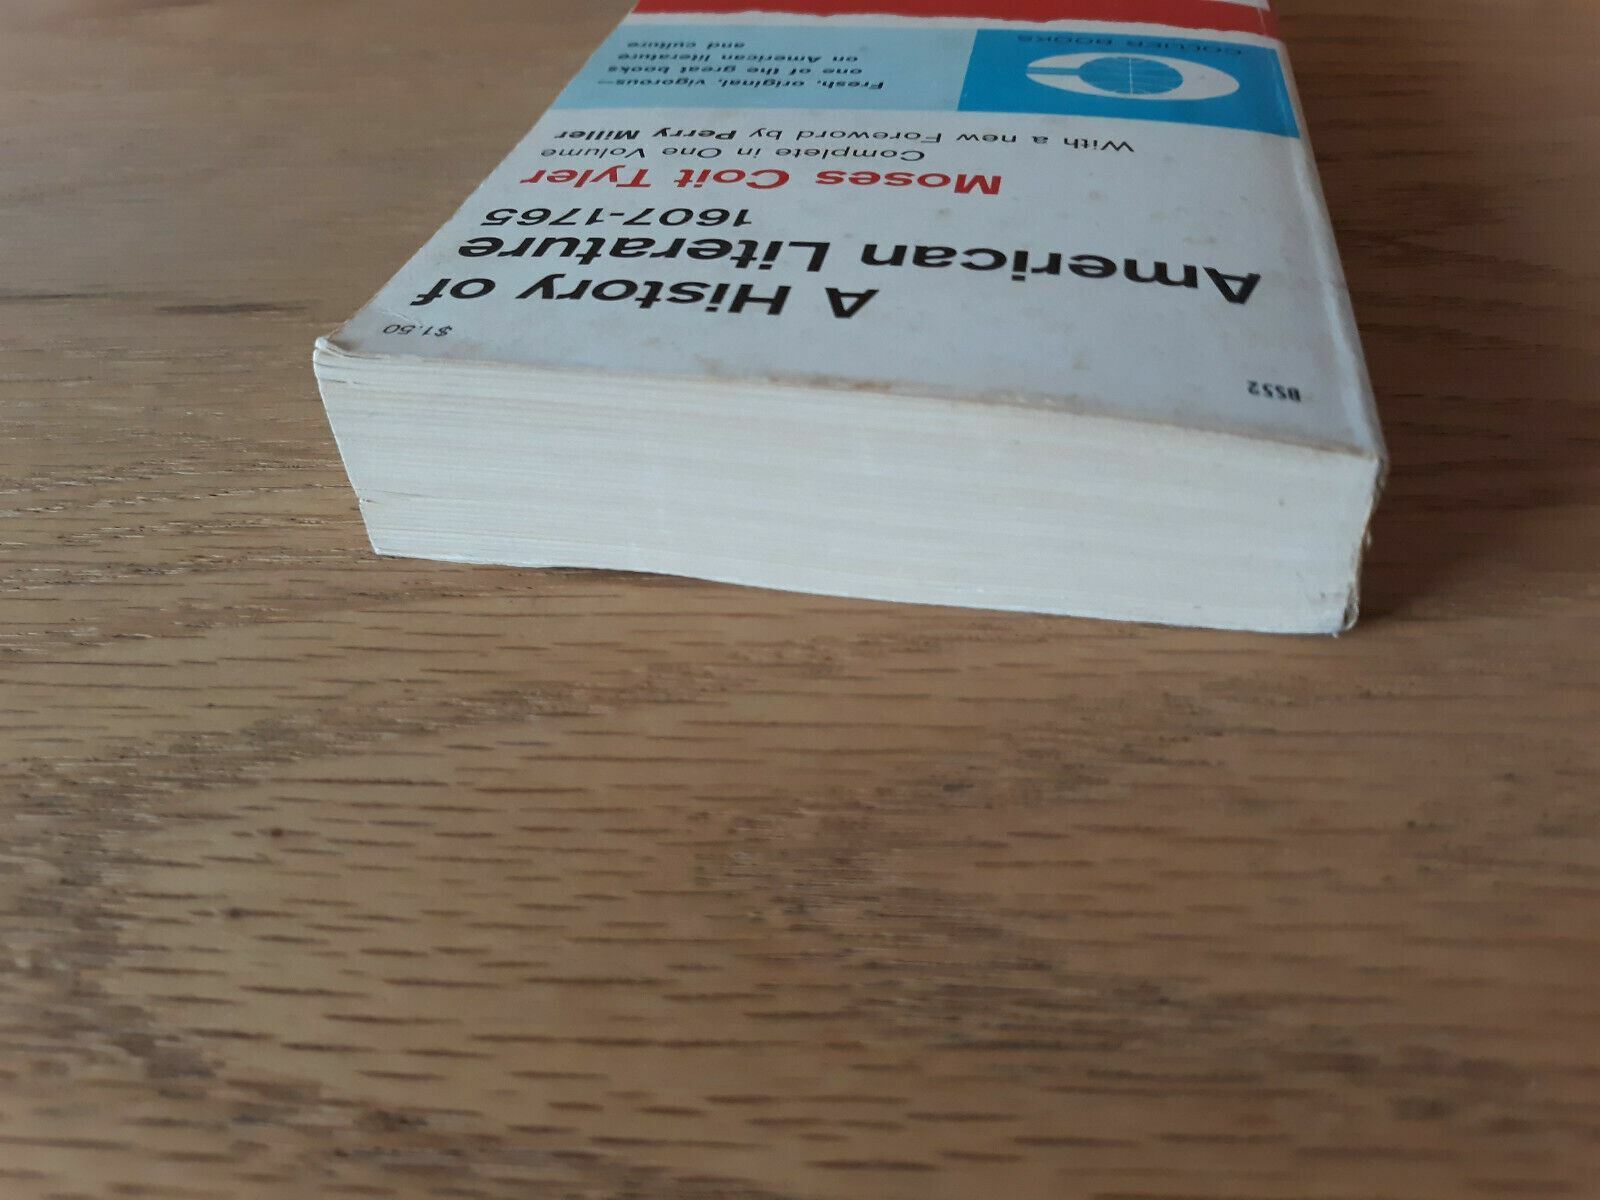 BS52
$1.50
A History of
American Literature
1607-1765
Moses Coit Tyler
Complete in One Volume
With a new Foreword by Perry Miller
COLLIER BOOKS
Fresh, original, vigorous—
one of the great books
on American literature
and culture